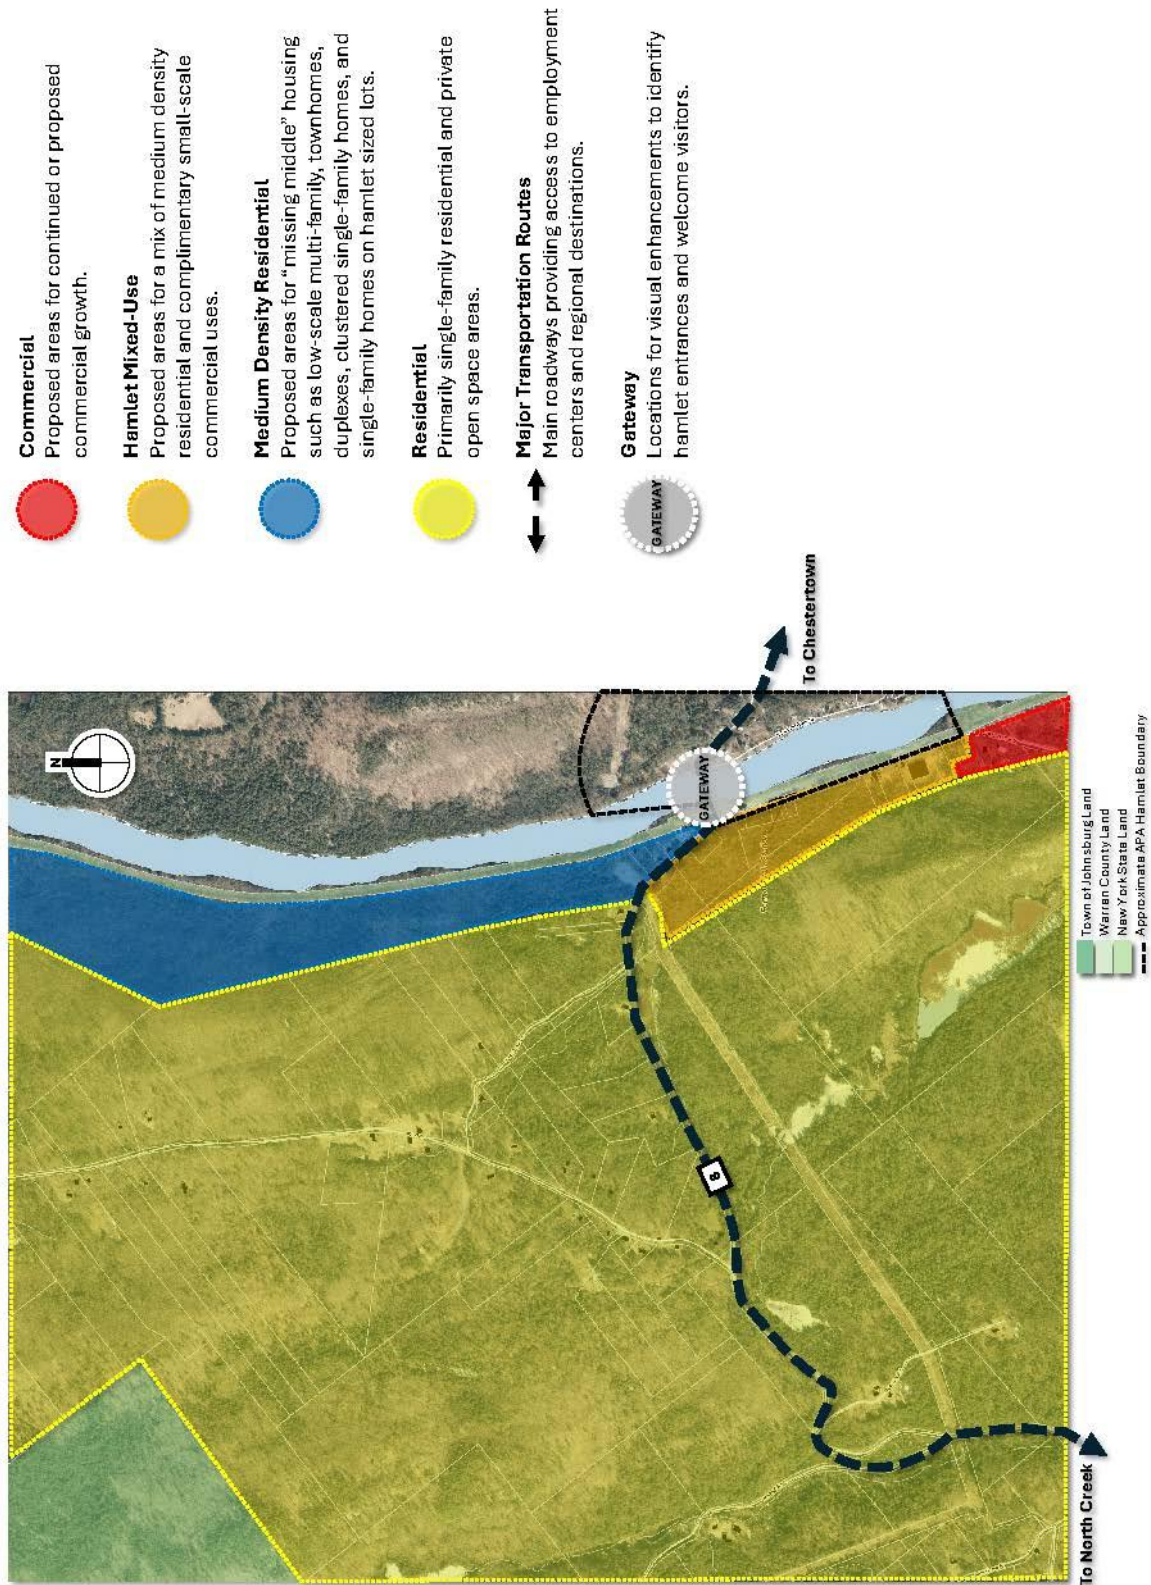 Commercial
Proposed areas for continued or proposed
commercial growth.
Hamlet Mixed-Use
Proposed areas for a mix of medium density
residential and complimentary small-scale
commercial uses.
Medium Density Residential
Proposed areas for “missing middle” housing
such as low-scale multi-family, townhomes,
duplexes, clustered single-family homes, and
single-family homes on hamlet sized lots.
Residential
Primarily single-family residential and private
open space areas.
Major Transportation Routes
Main roadways providing access to employment
centers and regional destinations.
Gateway
GATEWAY
Locations for visual enhancements to identify
hamlet entrances and welcome visitors.
N
GATEWAY
To Chestertown
8
To North Creek
Town of Johnsburg Land
Warren County Land
New York State Land
Approximate APA Hamlet Boundary